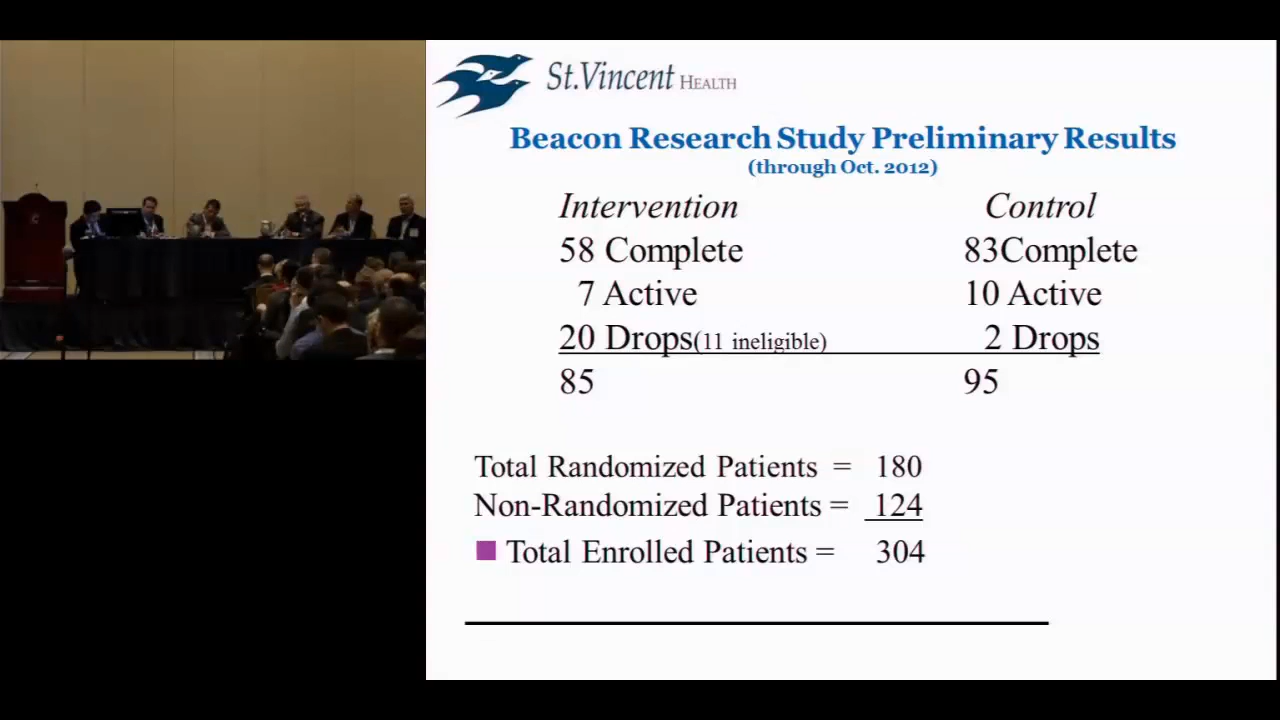 St.Vincent HEALTH
Beacon Research Study Preliminary Results
(through Oct. 2012)
Intervention Control
58 Complete 83Complete
7 Active 10 Active
20 Drops(11 ineligible) 2 Drops
85 95
Total Randomized Patients = 180
Non-Randomized Patients = 124
Total Enrolled Patients = 304